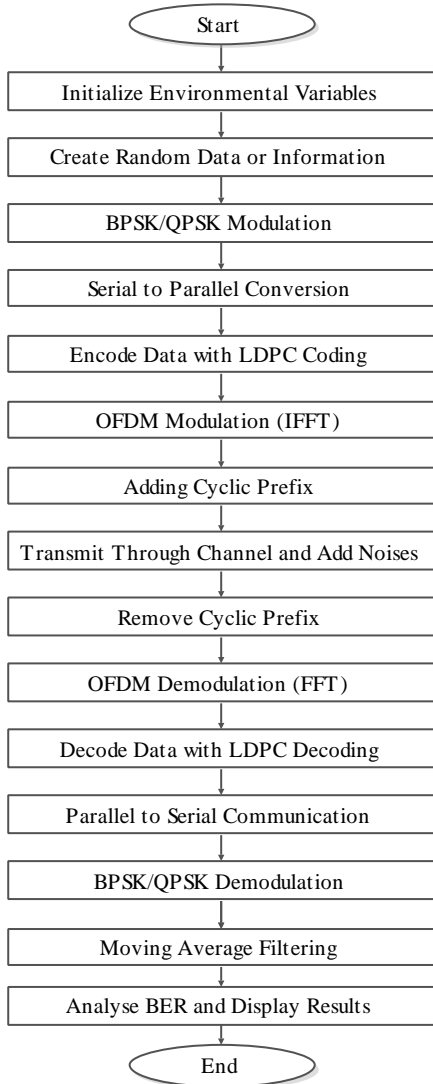 Start
Initialize Environmental Variables
Create Random Data or Information
BPSK/QPSK Modulation
Serial to Parallel Conversion
Encode Data with LDPC Coding
OFDM Modulation (IFFT)
Adding Cyclic Prefix
Transmit Through Channel and Add Noises
Remove Cyclic Prefix
OFDM Demodulation (FFT)
Decode Data with LDPC Decoding
Parallel to Serial Communication
BPSK/QPSK Demodulation
Moving Average Filtering
Analyse BER and Display Results
End